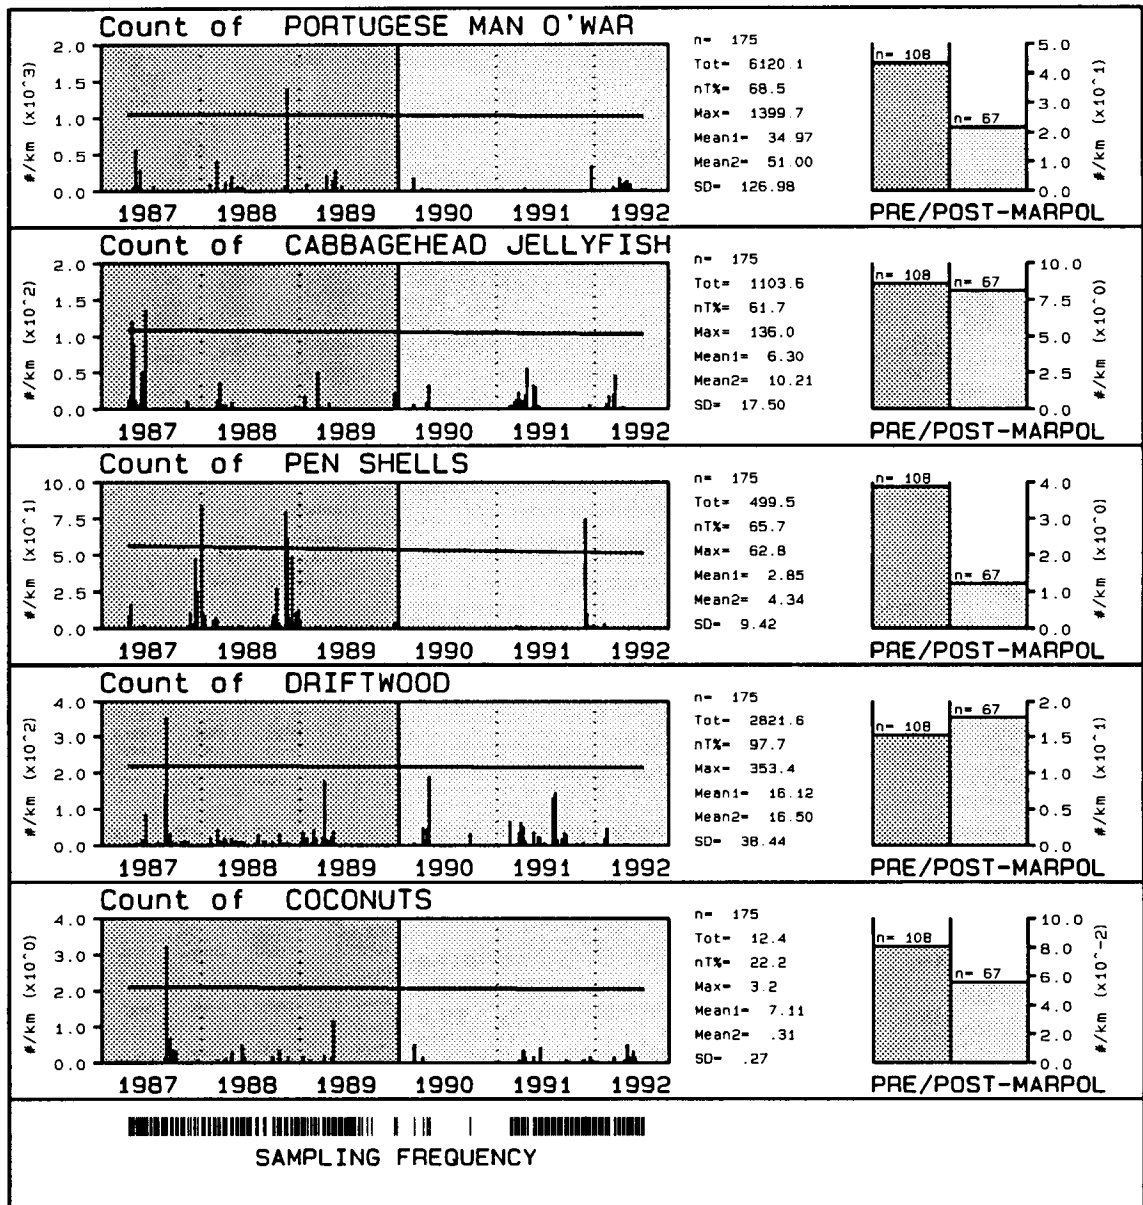 Count of PORTUGESE MAN O'WAR
2.0
1.5
1.0
0.5
0.0
#/km (x10^3)
1987 1988 1989 1990 1991 1992
n= 175
Tot= 6120.1
nT%= 68.5
Max= 1399.7
Mean1= 34.97
Mean2= 51.00
SD= 126.98
n= 108
n= 67
5.0
4.0
3.0
2.0
1.0
0.0
#/km (x10^1)
PRE/POST-MARPOL
Count of CABBAGEHEAD JELLYFISH
2.0
1.5
1.0
0.5
0.0
#/km (x10^2)
1987 1988 1989 1990 1991 1992
n= 175
Tot= 1103.6
nT%= 61.7
Max= 136.0
Mean1= 6.30
Mean2= 10.21
SD= 17.50
n= 108
n= 67
10.0
7.5
5.0
2.5
0.0
#/km (x10^0)
PRE/POST-MARPOL
Count of PEN SHELLS
10.0
7.5
5.0
2.5
0.0
#/km (x10^1)
1987 1988 1989 1990 1991 1992
n= 175
Tot= 499.5
nT%= 65.7
Max= 62.8
Mean1= 2.85
Mean2= 4.34
SD= 9.42
n= 108
n= 67
4.0
3.0
2.0
1.0
0.0
#/km (x10^0)
PRE/POST-MARPOL
Count of DRIFTWOOD
4.0
3.0
2.0
1.0
0.0
#/km (x10^2)
1987 1988 1989 1990 1991 1992
n= 175
Tot= 2821.6
nT%= 97.7
Max= 353.4
Mean1= 16.12
Mean2= 16.50
SD= 38.44
n= 108
n= 67
2.0
1.5
1.0
0.5
0.0
#/km (x10^1)
PRE/POST-MARPOL
Count of COCONUTS
4.0
3.0
2.0
1.0
0.0
#/km (x10^0)
1987 1988 1989 1990 1991 1992
n= 175
Tot= 12.4
nT%= 22.2
Max= 3.2
Mean1= 7.11
Mean2= .31
SD= .27
n= 108
n= 67
10.0
8.0
6.0
4.0
2.0
0.0
#/km (x10^-2)
PRE/POST-MARPOL
SAMPLING FREQUENCY